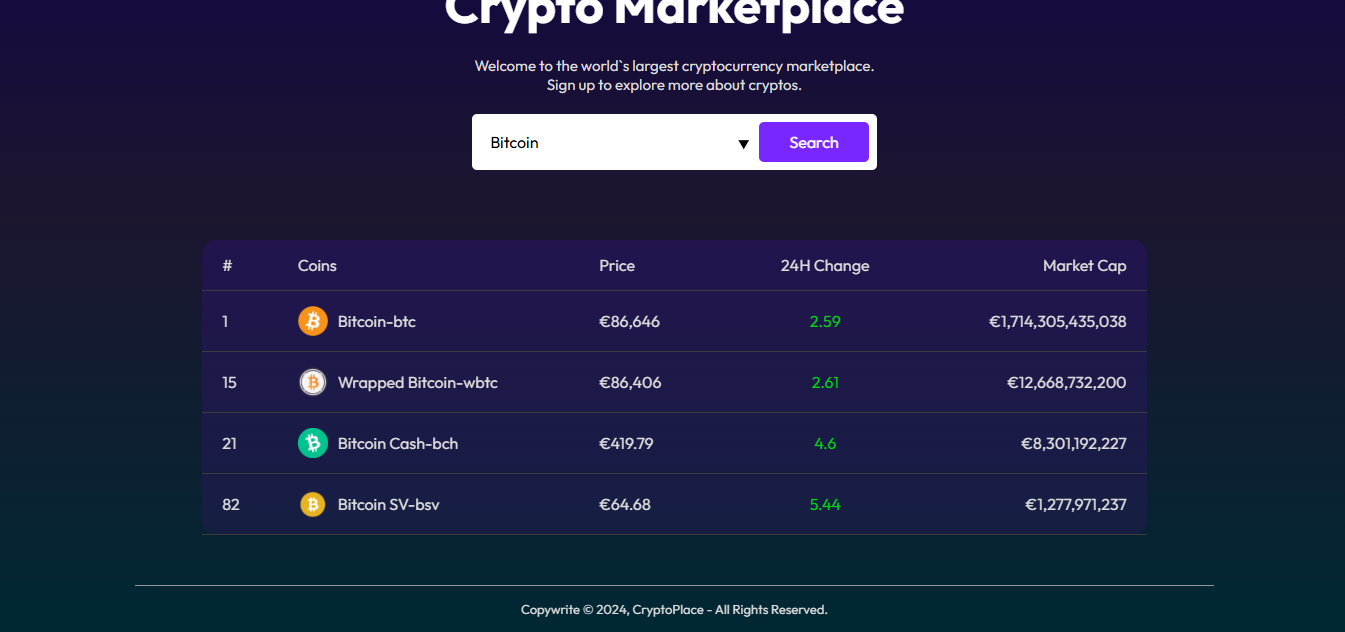 Crypto Marketplace
Welcome to the world`s largest cryptocurrency marketplace.
Sign up to explore more about cryptos.
Bitcoin ▼ Search
# Coins Price 24H Change Market Cap
1 Bitcoin-btc €86,646 2.59 €1,714,305,435,038
15 Wrapped Bitcoin-wbtc €86,406 2.61 €12,668,732,200
21 Bitcoin Cash-bch €419.79 4.6 €8,301,192,227
82 Bitcoin SV-bsv €64.68 5.44 €1,277,971,237
Copywrite © 2024, CryptoPlace - All Rights Reserved.